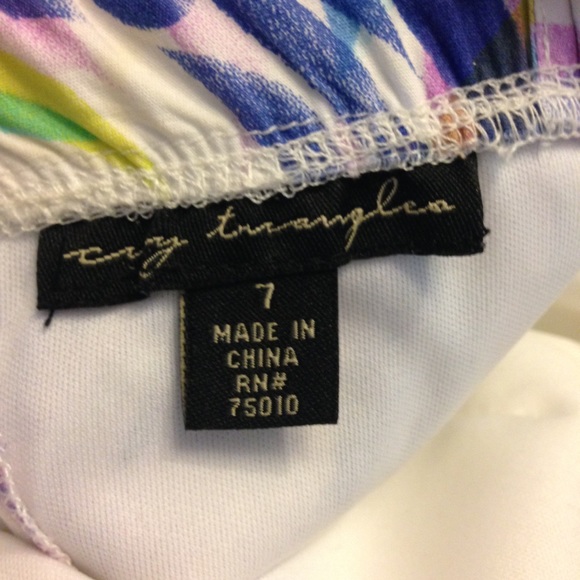 city triangles
7
MADE IN
CHINA
RN#
75010